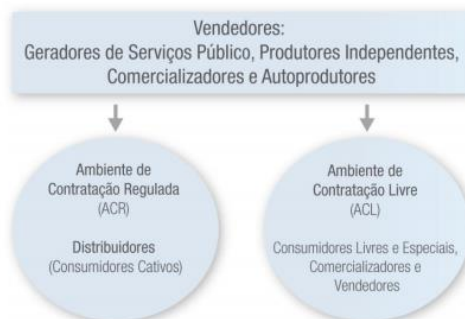 Vendedores:
Geradores de Serviços Público, Produtores Independentes,
Comercializadores e Autoprodutores
Ambiente de
Contratação Regulada
(ACR)
Distribuidores
(Consumidores Cativos)
Ambiente de
Contratação Livre
(ACL)
Consumidores Livres e Especiais,
Comercializadores e
Vendedores